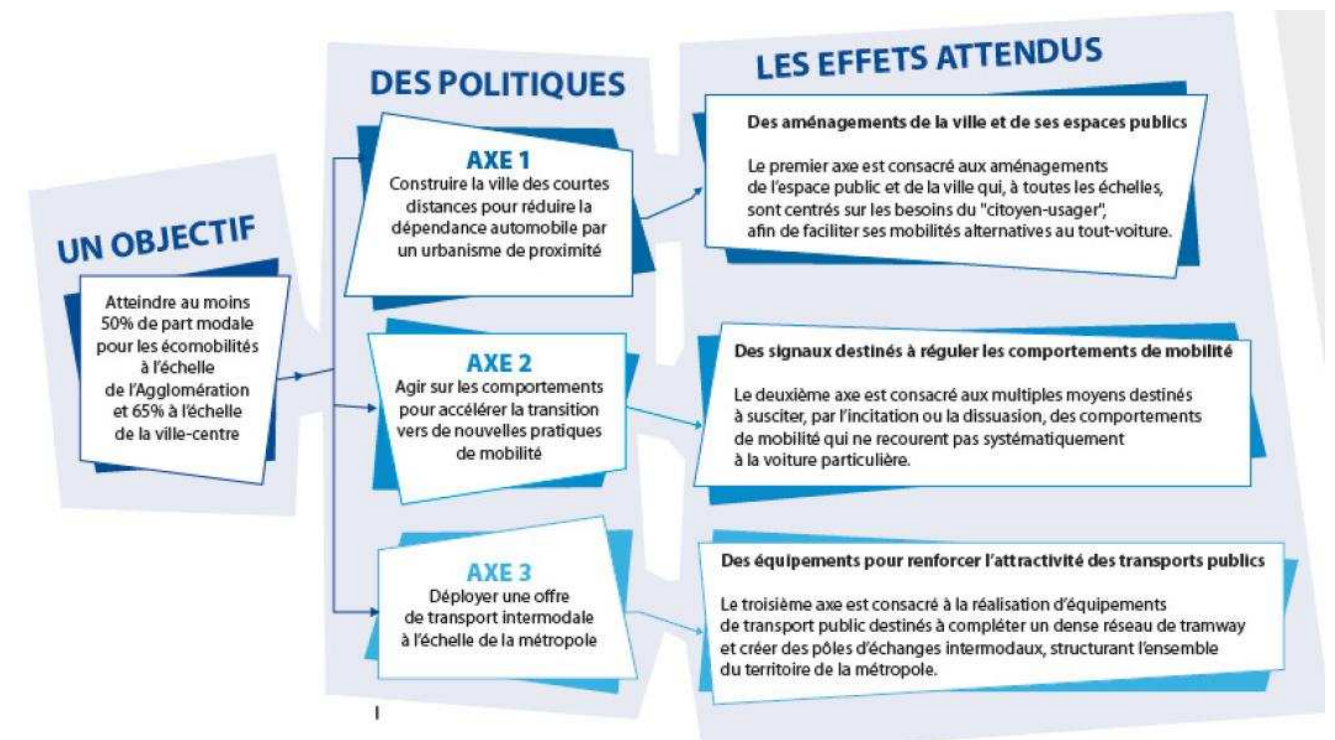 UN OBJECTIF
Atteindre au moins
50% de part modale
pour les écomobilités
à l'échelle
de l'Agglomération
et 65% à l'échelle
de la ville-centre
DES POLITIQUES
AXE 1
Construire la ville des courtes
distances pour réduire la
dépendance automobile par
un urbanisme de proximité
AXE 2
Agir sur les comportements
pour accélérer la transition
vers de nouvelles pratiques
de mobilité
AXE 3
Déployer une offre
de transport intermodale
à l'échelle de la métropole
LES EFFETS ATTENDUS
Des aménagements de la ville et de ses espaces publics
Le premier axe est consacré aux aménagements
de l'espace public et de la ville qui, à toutes les échelles,
sont centrés sur les besoins du "citoyen-usager",
afin de faciliter ses mobilités alternatives au tout-voiture.
Des signaux destinés à réguler les comportements de mobilité
Le deuxième axe est consacré aux multiples moyens destinés
à susciter, par l'incitation ou la dissuasion, des comportements
de mobilité qui ne recourent pas systématiquement
à la voiture particulière.
Des équipements pour renforcer l'attractivité des transports publics
Le troisième axe est consacré à la réalisation d'équipements
de transport public destinés à compléter un dense réseau de tramway
et créer des pôles d'échanges intermodaux, structurant l'ensemble
du territoire de la métropole.